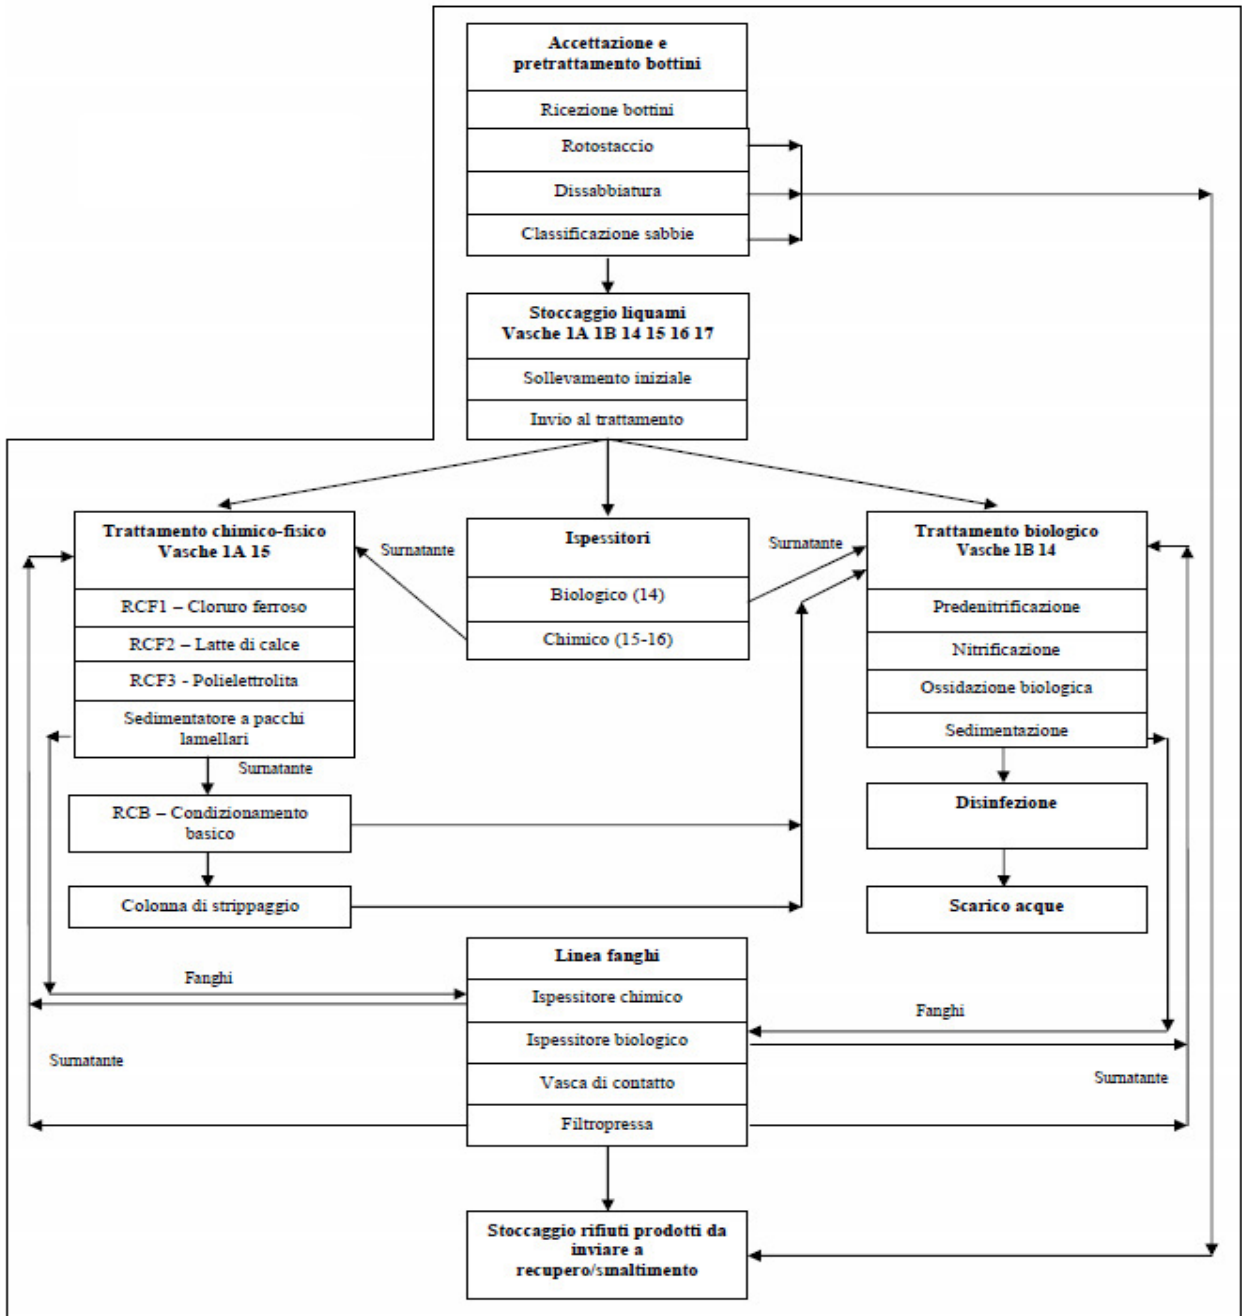 Accettazione e
pretrattamento bottini
Ricezione bottini
Rotostaccio
Dissabbiatura
Classificazione sabbie
Stoccaggio liquami
Vasche 1A 1B 14 15 16 17
Sollevamento iniziale
Invio al trattamento
Trattamento chimico-fisico
Vasche 1A 15
RCF1 – Cloruro ferroso
RCF2 – Latte di calce
RCF3 - Polielettrolita
Sedimentatore a pacchi
lamellari
Surnatante
Ispessitori
Biologico (14)
Chimico (15-16)
Surnatante
Trattamento biologico
Vasche 1B 14
Predenitrificazione
Nitrificazione
Ossidazione biologica
Sedimentazione
Surnatante
RCB – Condizionamento
basico
Colonna di strippaggio
Disinfezione
Scarico acque
Fanghi
Linea fanghi
Ispessitore chimico
Ispessitore biologico
Vasca di contatto
Filtropressa
Fanghi
Surnatante
Surnatante
Stoccaggio rifiuti prodotti da
inviare a
recupero/smaltimento